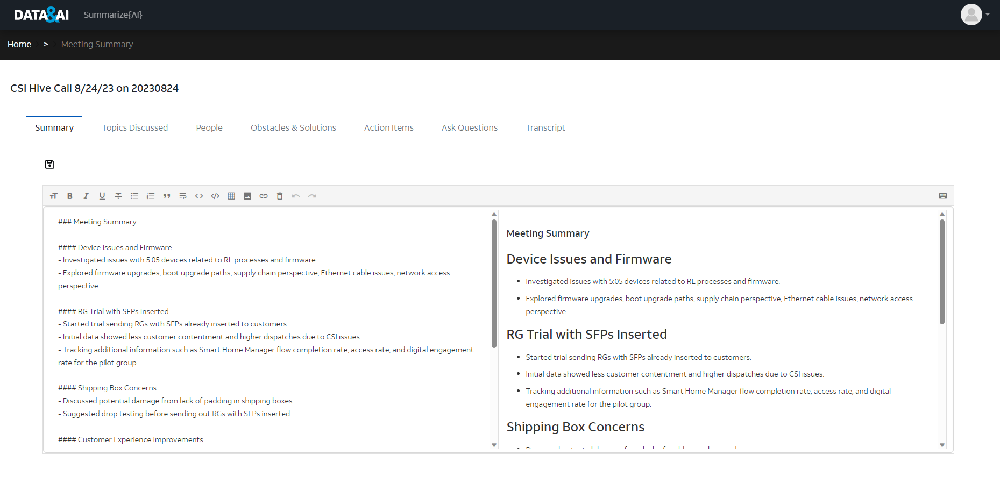 DATA&AI Summarize{AI}
Home > Meeting Summary
CSI Hive Call 8/24/23 on 20230824
Summary Topics Discussed People Obstacles & Solutions Action Items Ask Questions Transcript
### Meeting Summary
#### Device Issues and Firmware
- Investigated issues with 5:05 devices related to RL processes and firmware.
- Explored firmware upgrades, boot upgrade paths, supply chain perspective, Ethernet cable issues, network access
perspective.
#### RG Trial with SFPs Inserted
- Started trial sending RGs with SFPs already inserted to customers.
- Initial data showed less customer contentment and higher dispatches due to CSI issues.
- Tracking additional information such as Smart Home Manager flow completion rate, access rate, and digital engagement
rate for the pilot group.
#### Shipping Box Concerns
- Discussed potential damage from lack of padding in shipping boxes.
- Suggested drop testing before sending out RGs with SFPs inserted.
#### Customer Experience Improvements
Meeting Summary
Device Issues and Firmware
• Investigated issues with 5:05 devices related to RL processes and firmware.
• Explored firmware upgrades, boot upgrade paths, supply chain perspective, Ethernet cable issues, network access
perspective.
RG Trial with SFPs Inserted
• Started trial sending RGs with SFPs already inserted to customers.
• Initial data showed less customer contentment and higher dispatches due to CSI issues.
• Tracking additional information such as Smart Home Manager flow completion rate, access rate, and digital
engagement rate for the pilot group.
Shipping Box Concerns
• Discussed potential damage from lack of padding in shipping boxes.